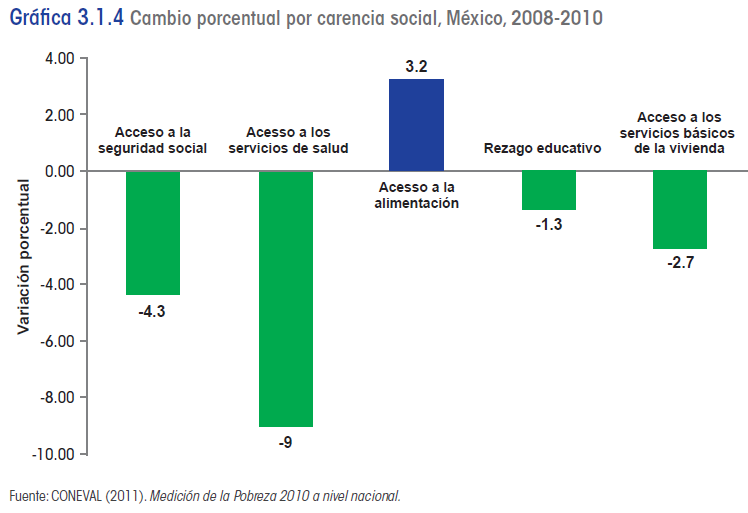 Gráfica 3.1.4 Cambio porcentual por carencia social, México, 2008-2010
4.00
2.00
0.00
-2.00
-4.00
-6.00
-8.00
-10.00
Variación porcentual
Acceso a la
seguridad social
-4.3
Acesso a los
servicios de salud
-9
3.2
Acesso a la
alimentación
Rezago educativo
-1.3
Acceso a los
servicios básicos
de la vivienda
-2.7
Fuente: CONEVAL (2011). Medición de la Pobreza 2010 a nivel nacional.